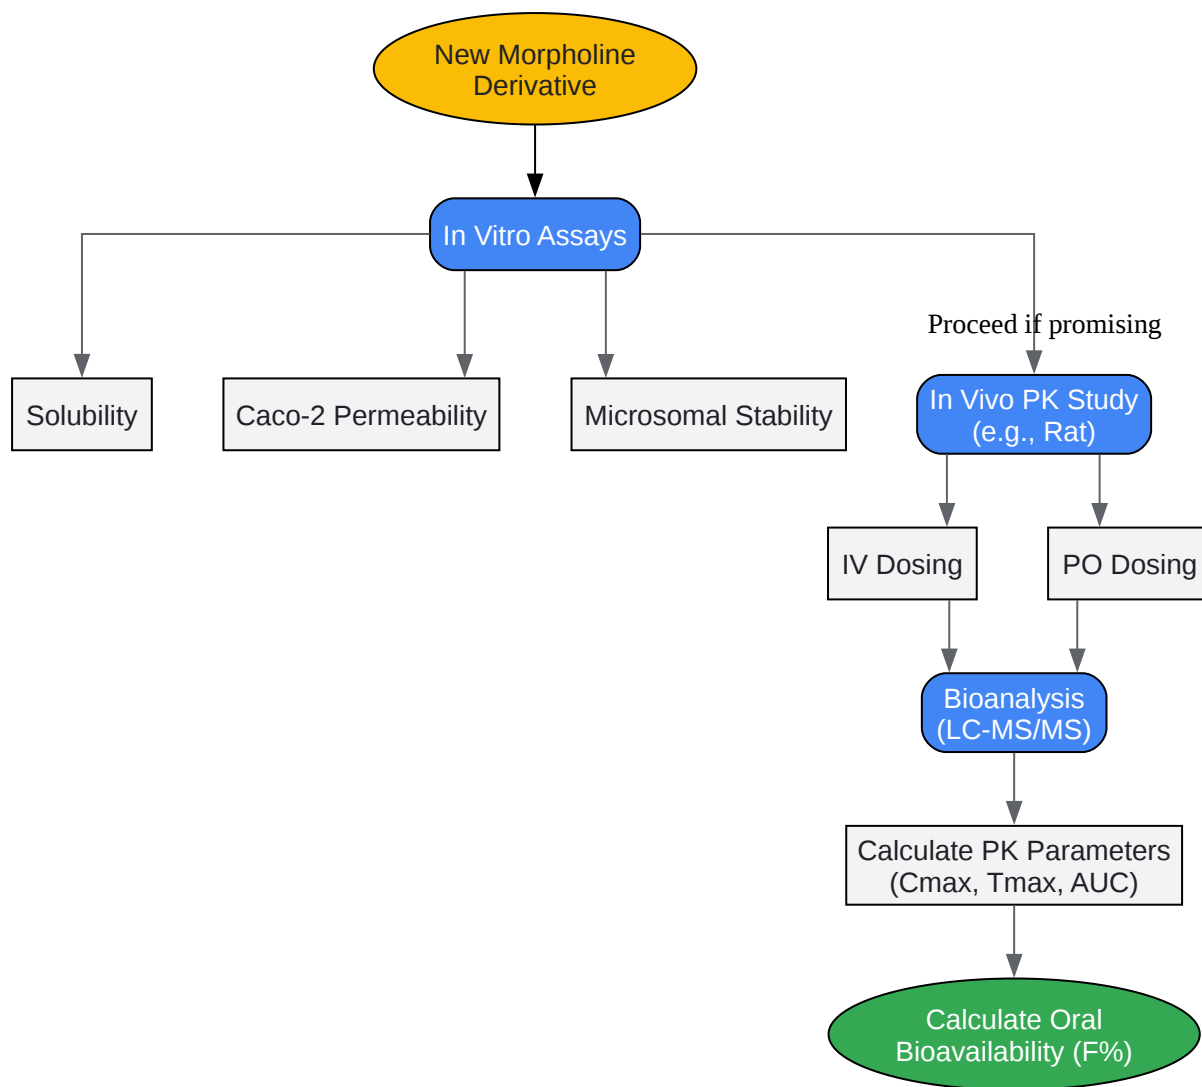 New Morpholine
Derivative
In Vitro Assays
Proceed if promising
Solubility
Caco-2 Permeability
Microsomal Stability
In Vivo PK Study
(e.g., Rat)
IV Dosing
PO Dosing
Bioanalysis
(LC-MS/MS)
Calculate PK Parameters
(Cmax, Tmax, AUC)
Calculate Oral
Bioavailability (F%)